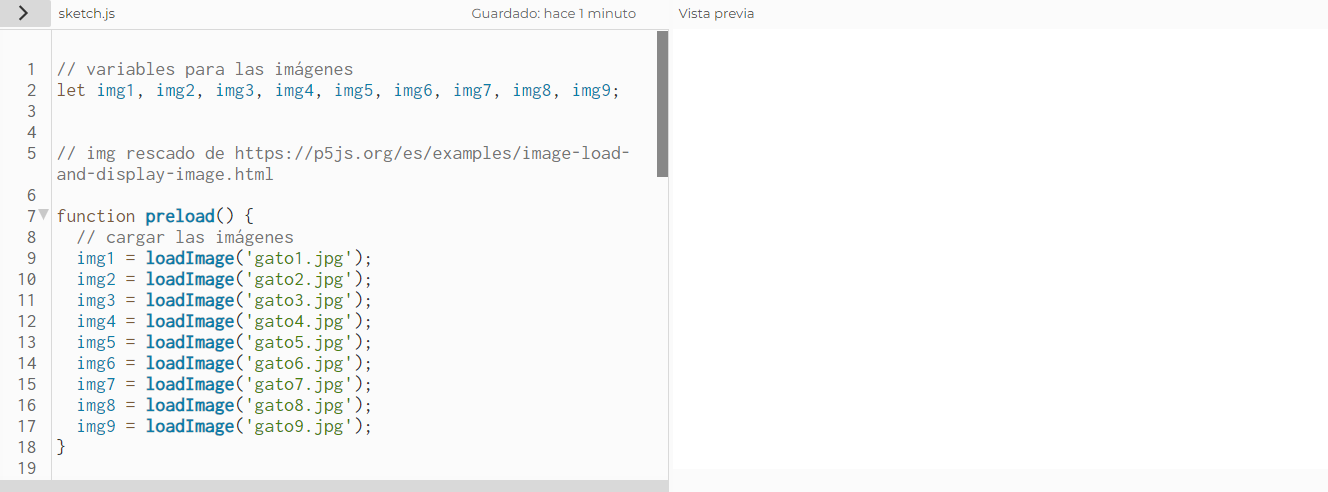 sketch.js Guardado: hace 1 minuto Vista previa
1 // variables para las imágenes
2 let img1, img2, img3, img4, img5, img6, img7, img8, img9;
3
4
5 // img rescado de https://p5js.org/es/examples/image-load-
and-display-image.html
6
7 function preload() {
8 // cargar las imágenes
9 img1 = loadImage('gato1.jpg');
10 img2 = loadImage('gato2.jpg');
11 img3 = loadImage('gato3.jpg');
12 img4 = loadImage('gato4.jpg');
13 img5 = loadImage('gato5.jpg');
14 img6 = loadImage('gato6.jpg');
15 img7 = loadImage('gato7.jpg');
16 img8 = loadImage('gato8.jpg');
17 img9 = loadImage('gato9.jpg');
18 }
19